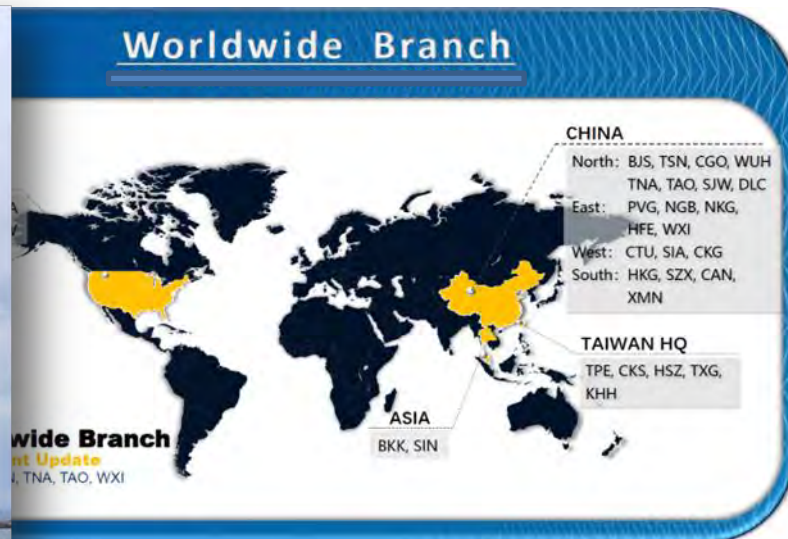 Worldwide Branch
CHINA
North: BJS, TSN, CGO, WUH
TNA, TAO, SJW, DLC
East: PVG, NGB, NKG,
HFE, WXI
West: CTU, SIA, CKG
South: HKG, SZX, CAN,
XMN
TAIWAN HQ
TPE, CKS, HSZ, TXG,
KHH
ASIA
BKK, SIN
wide Branch
nt Update
, TNA, TAO, WXI